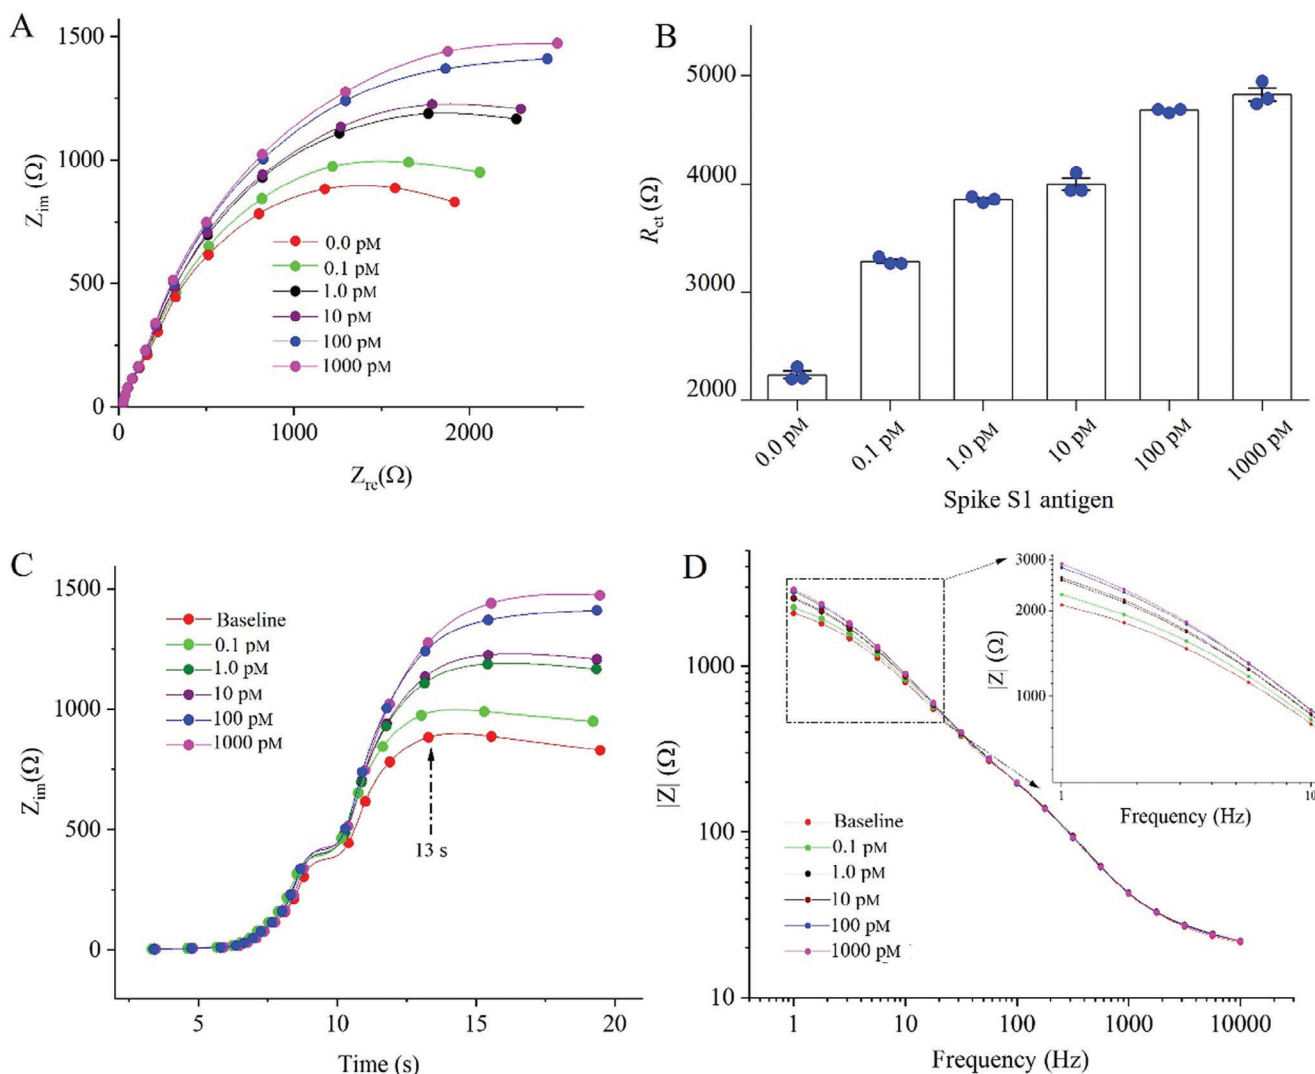 A
1500
1000
500
0
Z_im (Ω)
0.0 pM
0.1 pM
1.0 pM
10 pM
100 pM
1000 pM
0
1000
2000
Z_re(Ω)
B
5000
4000
3000
2000
R_ct (Ω)
0.0 pM
0.1 pM
1.0 pM
10 pM
100 pM
1000 pM
Spike S1 antigen
C
1500
1000
500
0
Z_im(Ω)
Baseline
0.1 pM
1.0 pM
10 pM
100 pM
1000 pM
13 s
5
10
15
20
Time (s)
D
1000
100
10
|Z| (Ω)
Baseline
0.1 pM
1.0 pM
10 pM
100 pM
1000 pM
1
10
100
1000
10000
Frequency (Hz)
3000
2000
1000
|Z| (Ω)
1
10
Frequency (Hz)